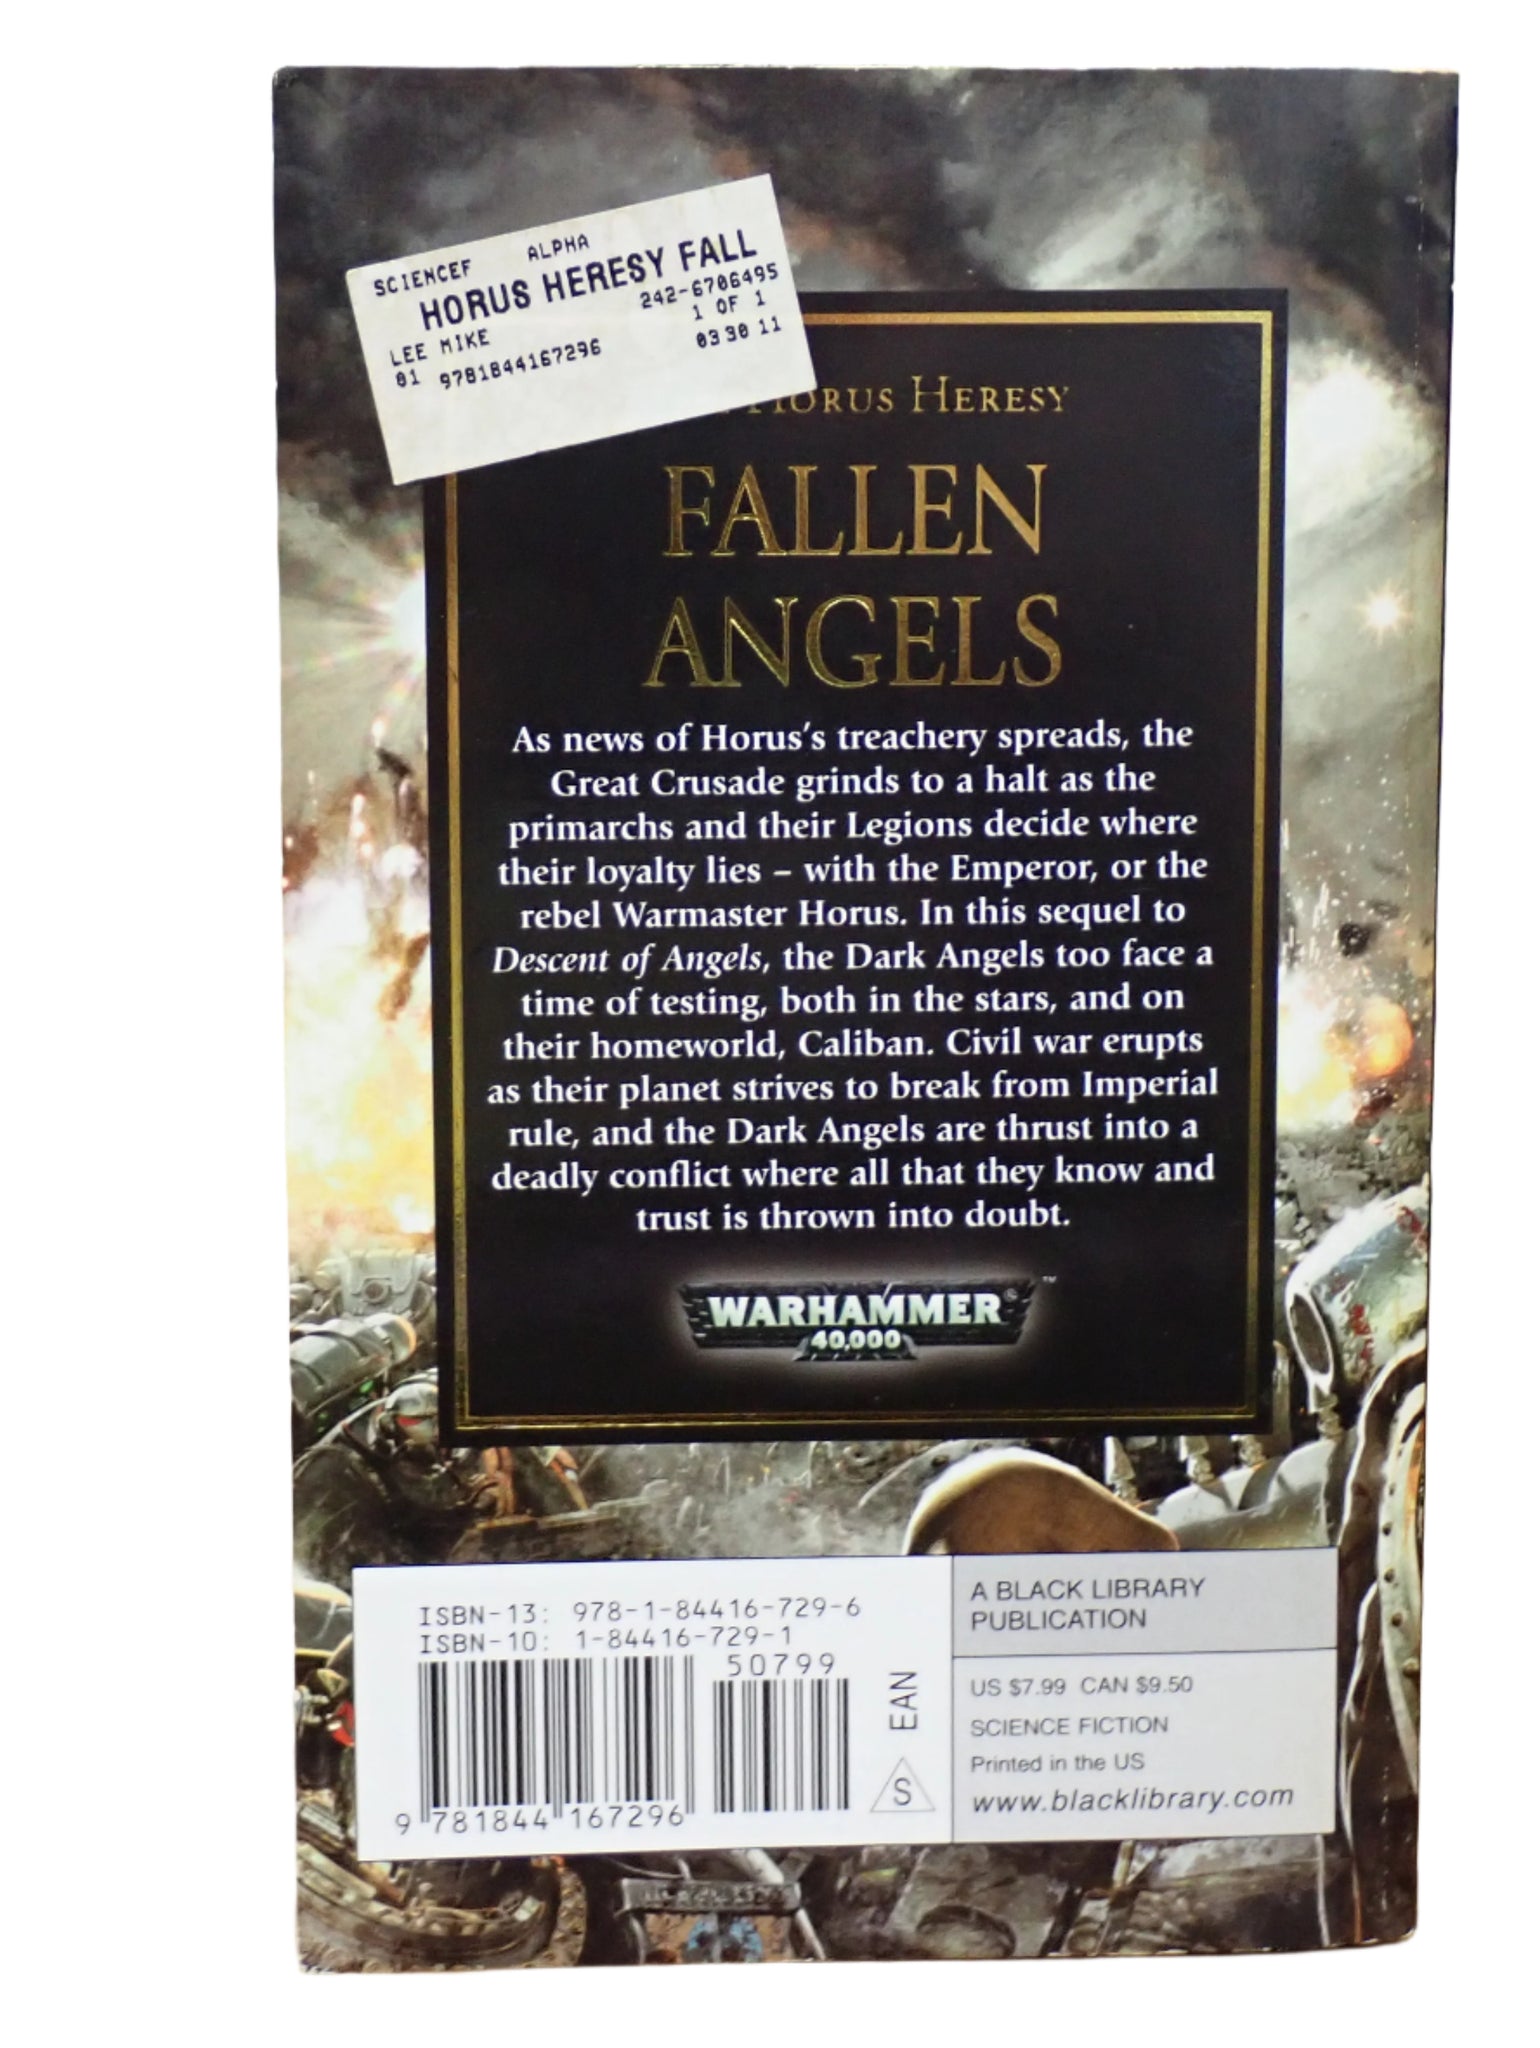 SCIENCEF ALPHA
HORUS HERESY FALL
LEE MIKE 242-6706495
1 OF 1
01 9781844167296 03 30 11
HORUS HERESY
FALLEN
ANGELS
As news of Horus's treachery spreads, the
Great Crusade grinds to a halt as the
primarchs and their Legions decide where
their loyalty lies – with the Emperor, or the
rebel Warmaster Horus. In this sequel to
Descent of Angels, the Dark Angels too face a
time of testing, both in the stars, and on
their homeworld, Caliban. Civil war erupts
as their planet strives to break from Imperial
rule, and the Dark Angels are thrust into a
deadly conflict where all that they know and
trust is thrown into doubt.
WARHAMMER®™
40,000
ISBN-13: 978-1-84416-729-6
ISBN-10: 1-84416-729-1
50799
9 781844 167296
EAN
S
A BLACK LIBRARY
PUBLICATION
US $7.99 CAN $9.50
SCIENCE FICTION
Printed in the US
www.blacklibrary.com